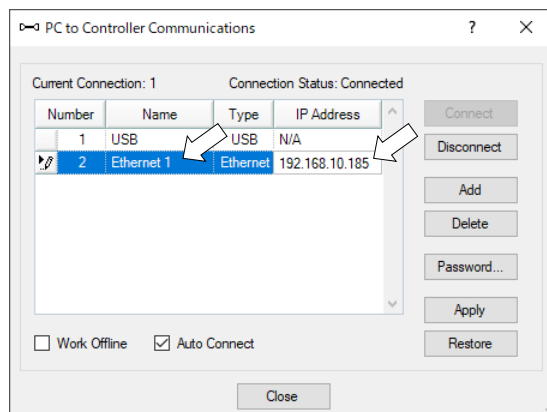 PC to Controller Communications ? ×
Current Connection: 1 Connection Status: Connected
Number Name Type IP Address Connect
1 USB USB N/A Disconnect
2 Ethernet 1 Ethernet 192.168.10.185
Add
Delete
Password...
Apply
Work Offline Auto Connect Restore
Close